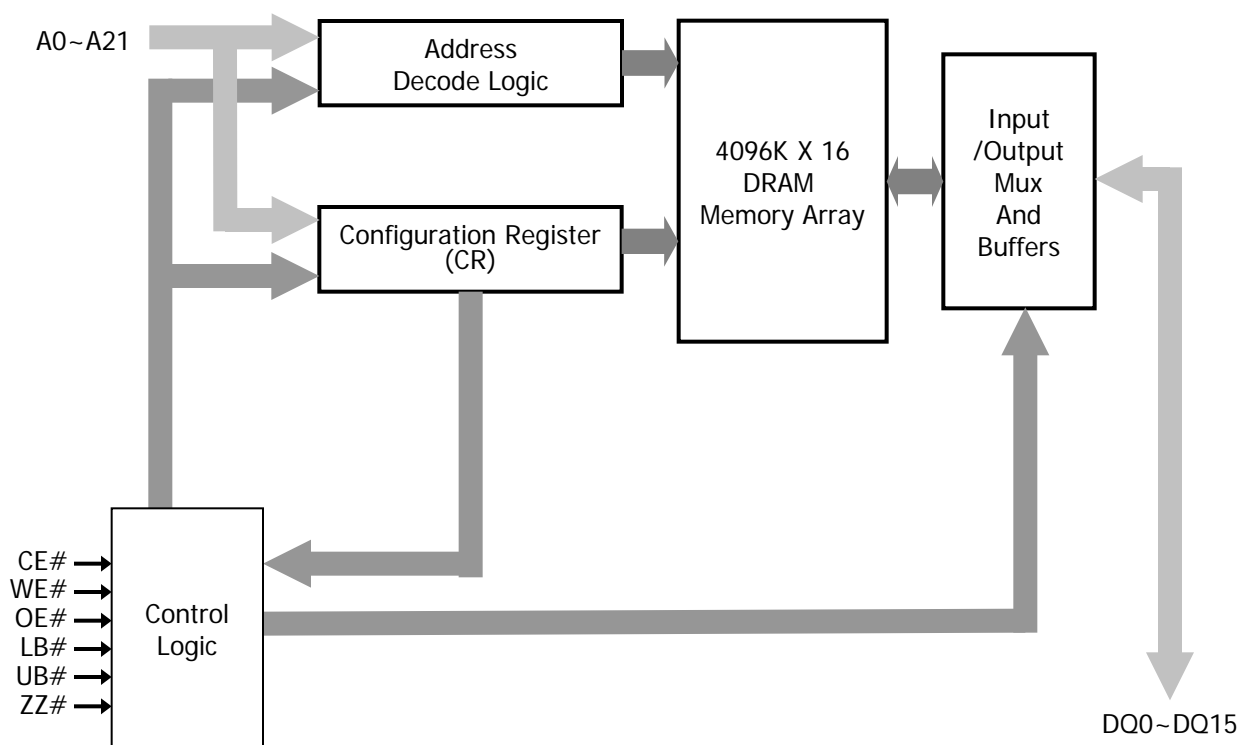 A0~A21
Address
Decode Logic
4096K X 16
DRAM
Memory Array
Input
/Output
Mux
And
Buffers
Configuration Register
(CR)
CE#
WE#
OE#
LB#
UB#
ZZ#
Control
Logic
DQ0~DQ15